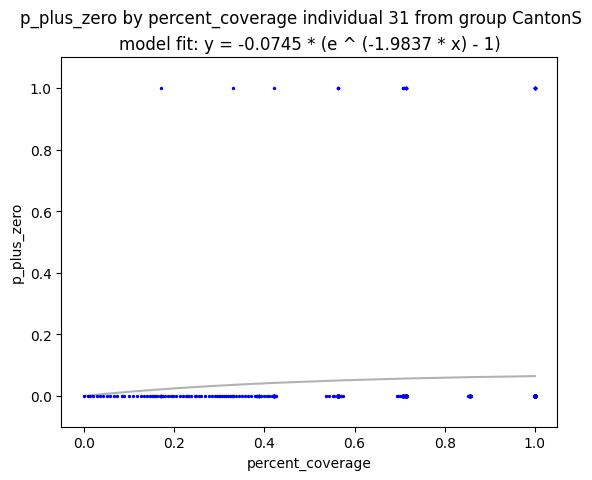 p_plus_zero by percent_coverage individual 31 from group CantonS
model fit: y = -0.0745 * (e ^ (-1.9837 * x) - 1)
1.0
0.8
0.6
0.4
0.2
0.0
p_plus_zero
0.0 0.2 0.4 0.6 0.8 1.0
percent_coverage